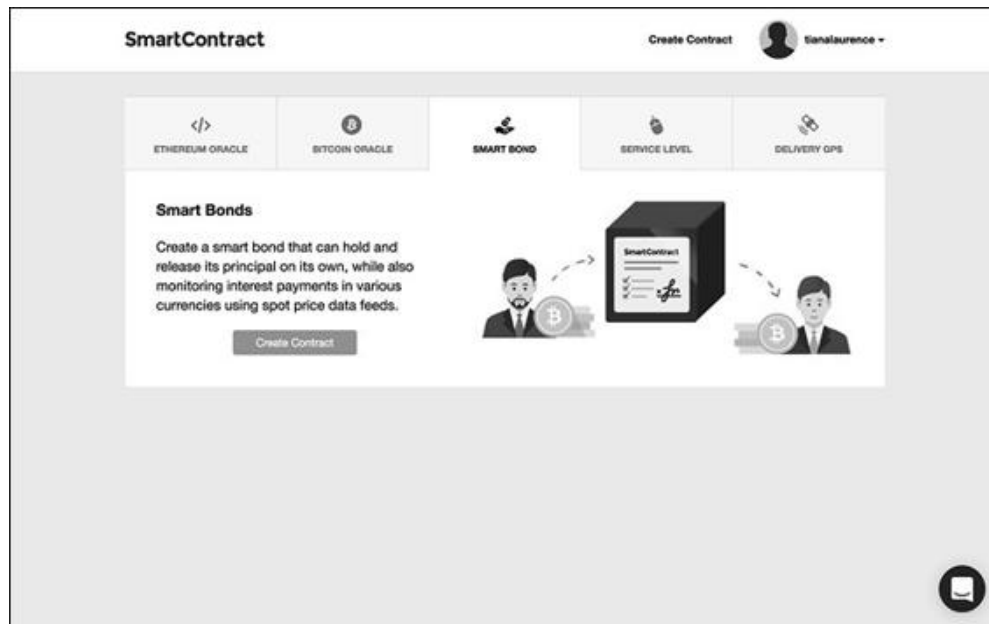 SmartContract
Create Contract
tianalaurence
ETHEREUM ORACLE
BITCOIN ORACLE
SMART BOND
SERVICE LEVEL
DELIVERY GPS
Smart Bonds
Create a smart bond that can hold and
release its principal on its own, while also
monitoring interest payments in various
currencies using spot price data feeds.
Create Contract
SmartContract